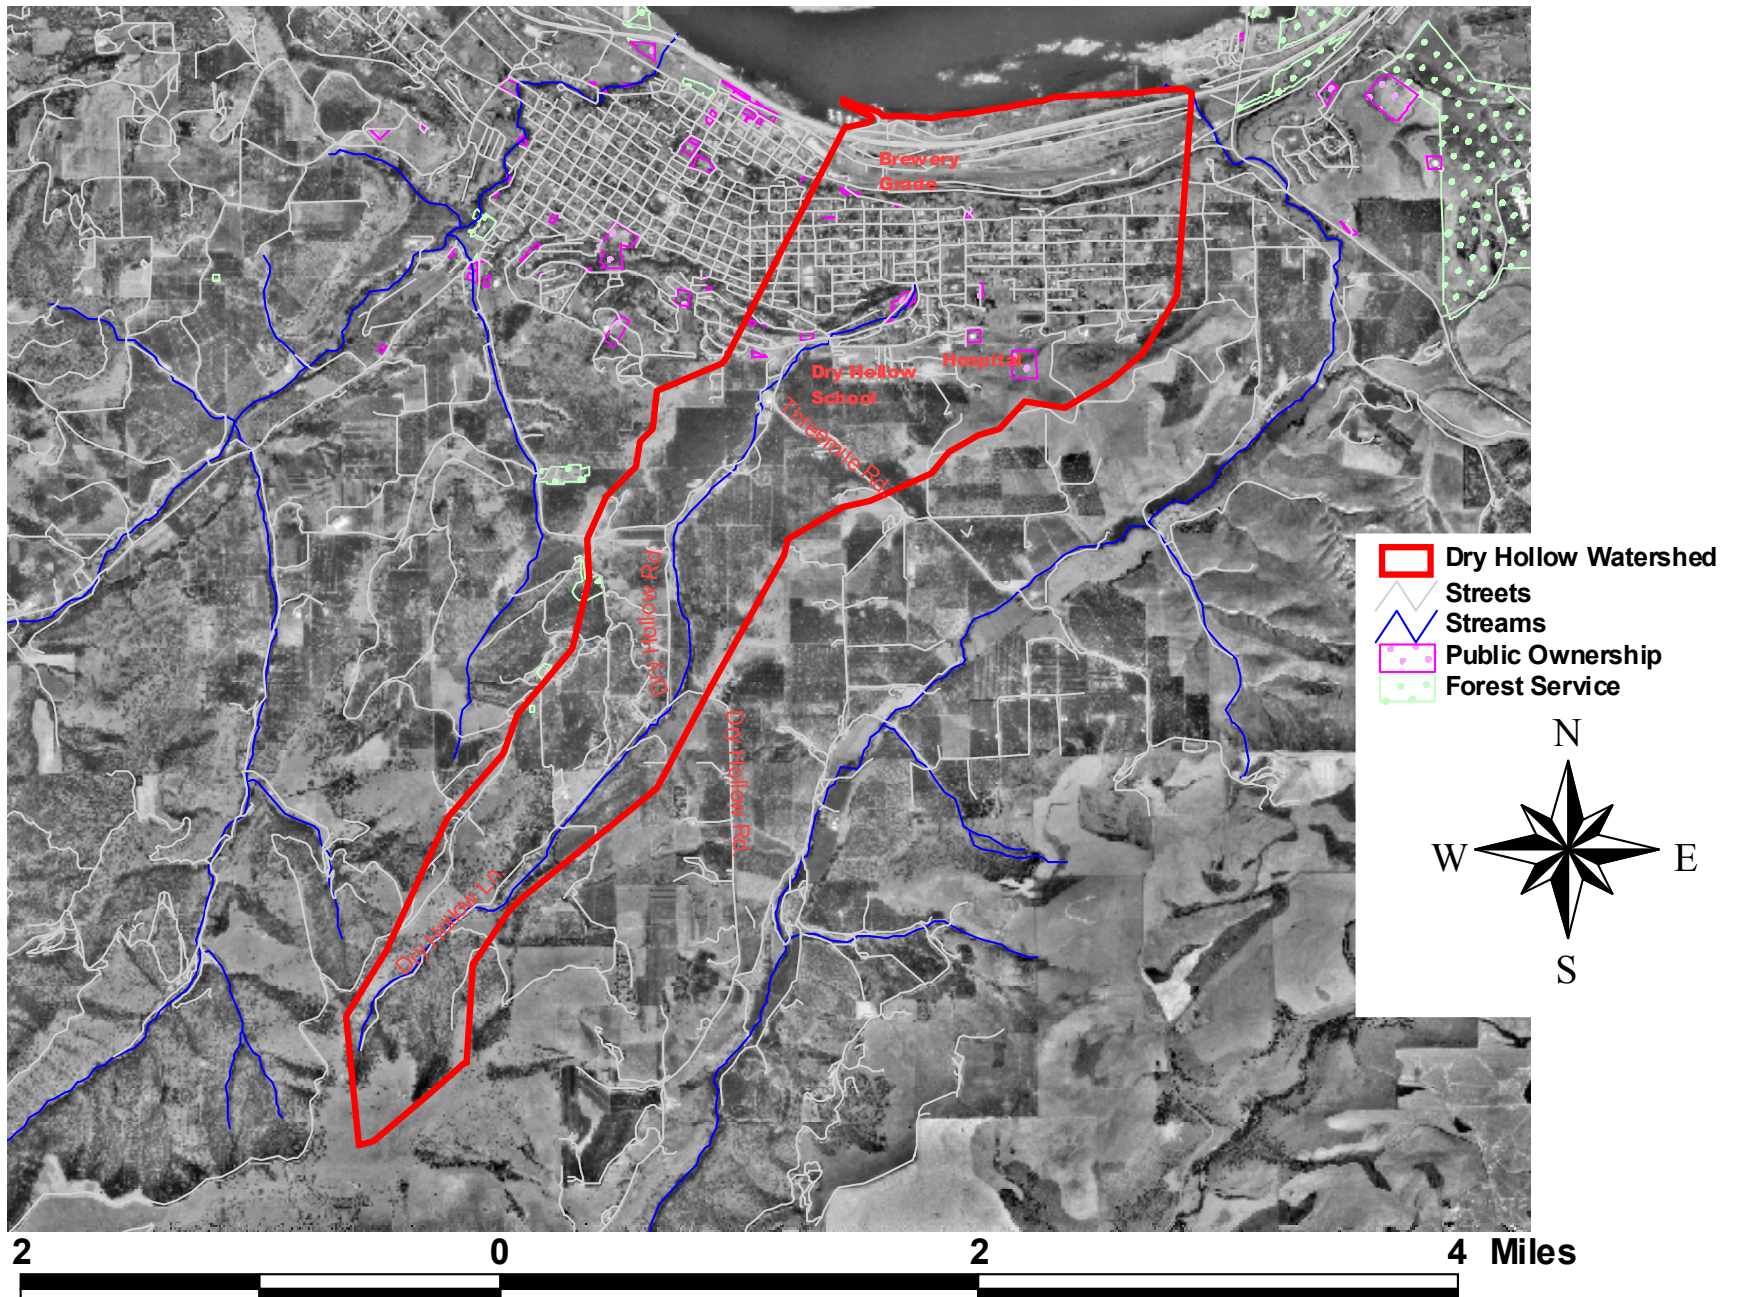 Brewery
Grade
Hospital
Dry Hollow
School
Threemile Rd
Dry Hollow Rd
Dry Hollow Rd
Dry Hollow Ln
Dry Hollow Watershed
Streets
Streams
Public Ownership
Forest Service
N
W E
S
2 0 2 4 Miles